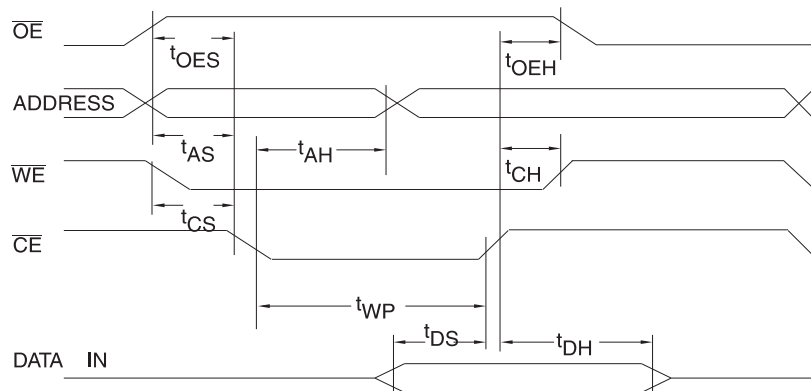 OE
tOES
tOEH
ADDRESS
tAS
tAH
tCH
WE
tCS
CE
tWP
tDS
tDH
DATA IN